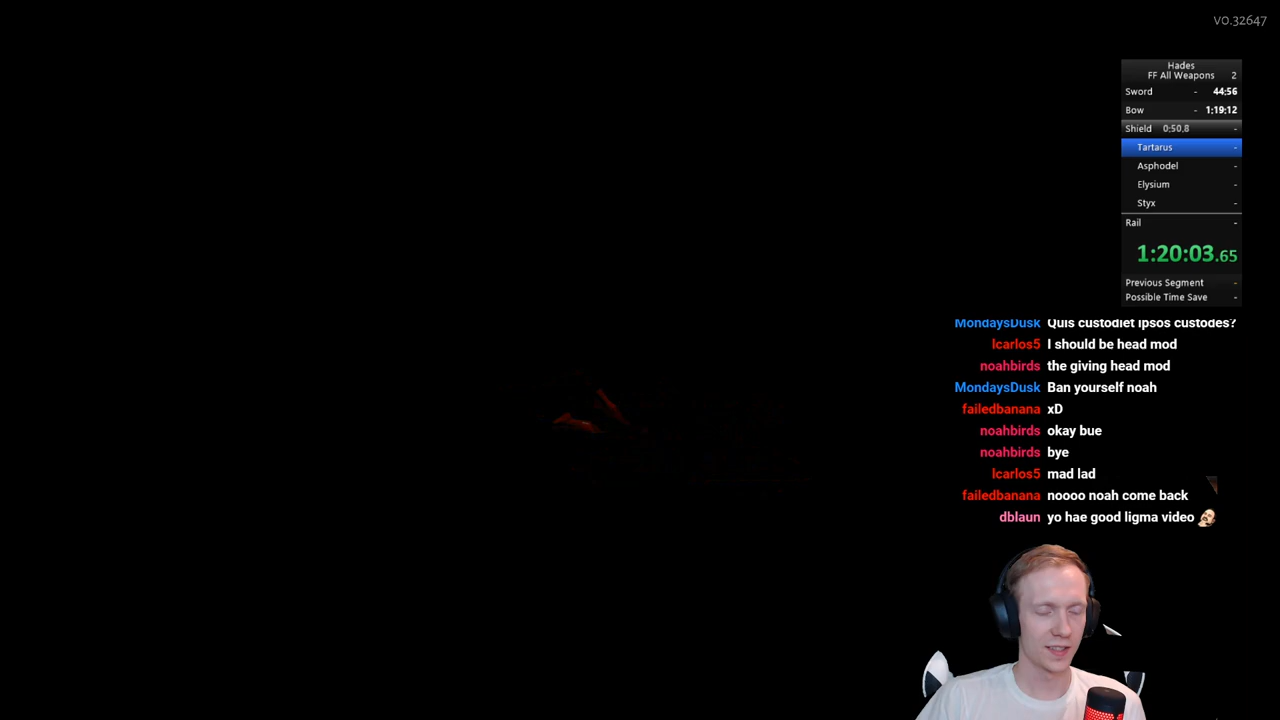 V0.32647
Hades
FF All Weapons 2
Sword - 44:56
Bow - 1:19:12
Shield 0:50.8 -
Tartarus -
Asphodel -
Elysium -
Styx -
Rail -
1:20:03.65
Previous Segment -
Possible Time Save -
MondaysDusk Quis custodiet ipsos custodes?
lcarlos5 I should be head mod
noahbirds the giving head mod
MondaysDusk Ban yourself noah
failedbanana xD
noahbirds okay bue
noahbirds bye
lcarlos5 mad lad
failedbanana noooo noah come back
dblaun yo hae good ligma video